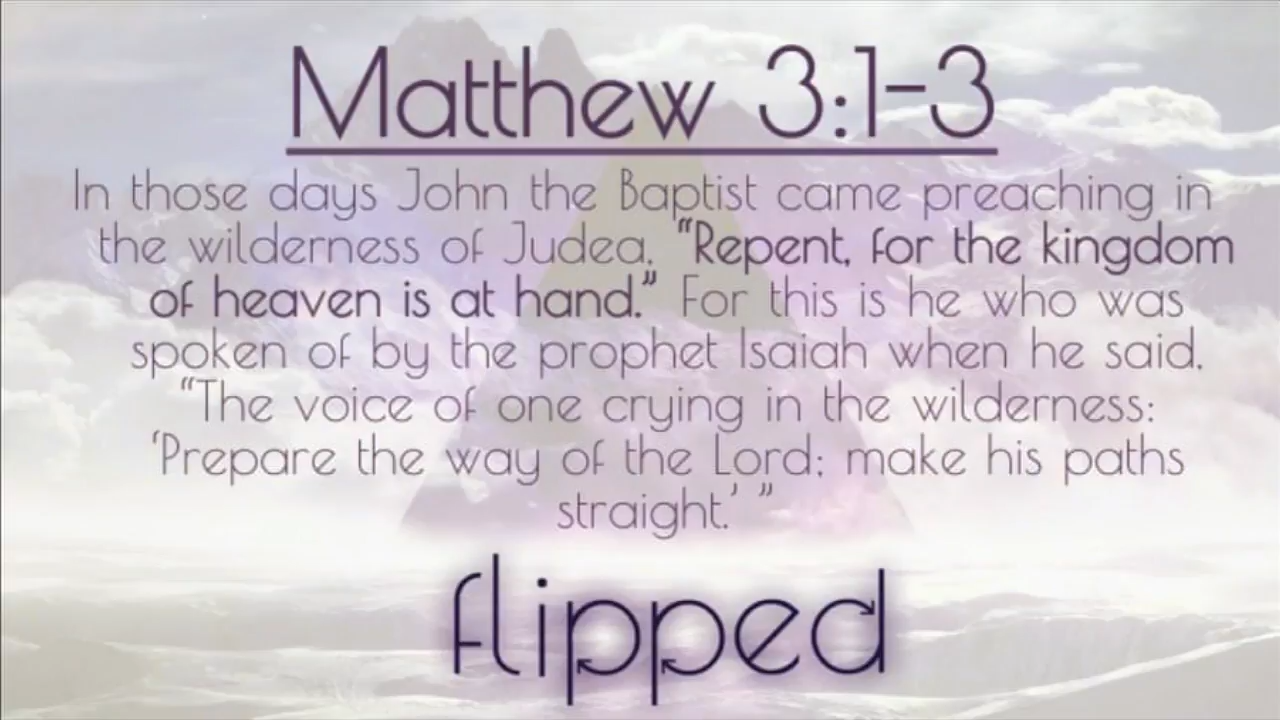 Matthew 3:1-3
In those days John the Baptist came preaching in
the wilderness of Judea, “Repent, for the kingdom
of heaven is at hand.” For this is he who was
spoken of by the prophet Isaiah when he said,
“The voice of one crying in the wilderness:
‘Prepare the way of the Lord; make his paths
straight.’ ”
flipped